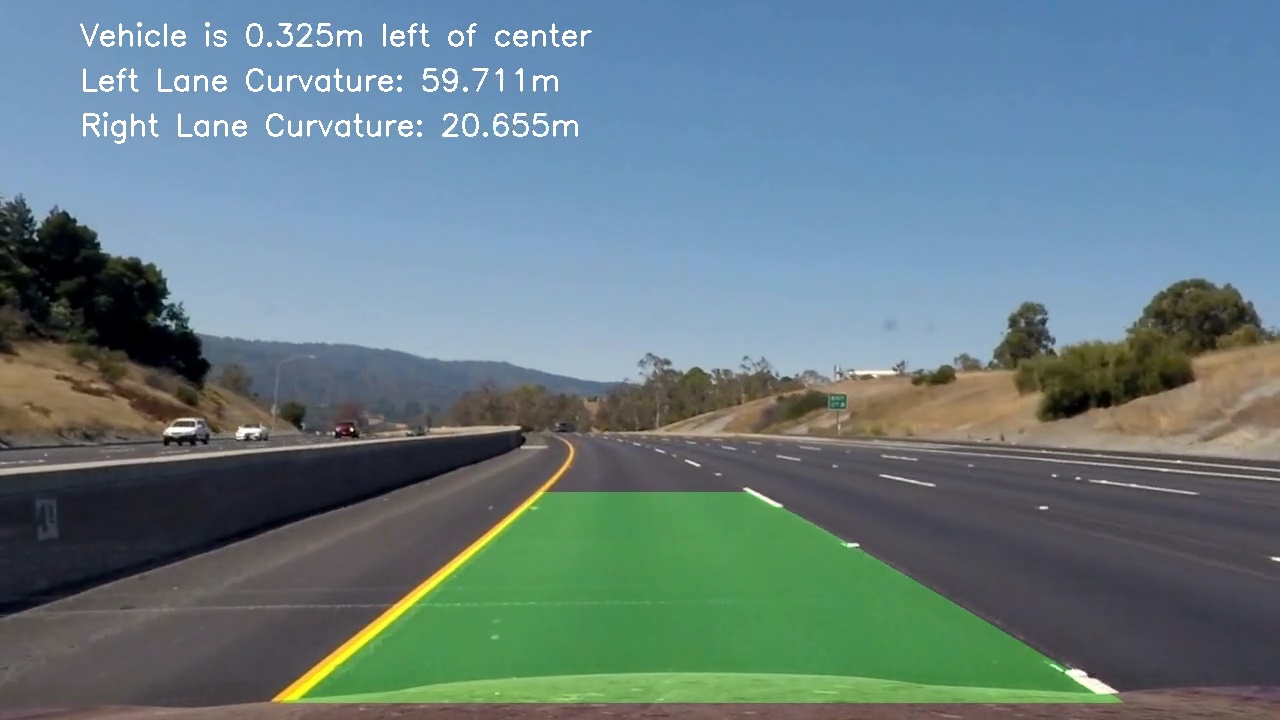 Vehicle is 0.325m left of center
Left Lane Curvature: 59.711m
Right Lane Curvature: 20.655m